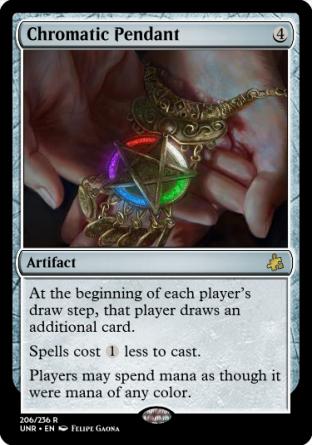 Chromatic Pendant 4
Artifact
At the beginning of each player's
draw step, that player draws an
additional card.
Spells cost 1 less to cast.
Players may spend mana as though it
were mana of any color.
206/236 R
UNR • EN Felipe Gaona